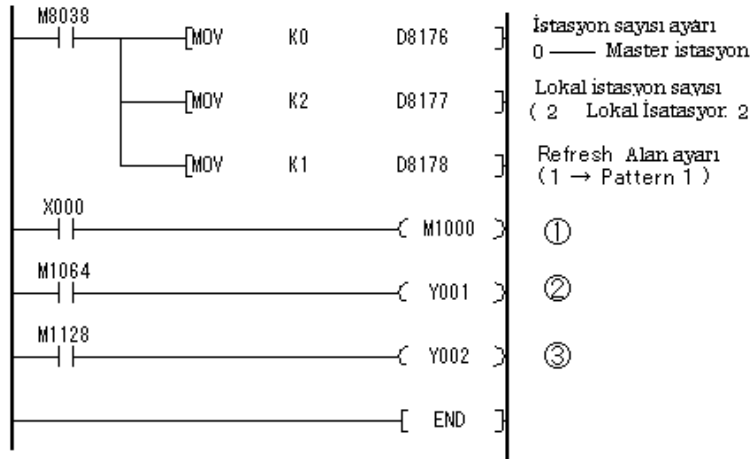 M8038
[MOV K0 D8176 ]
İstasyon sayısı ayarı
0 —— Master istasyon
[MOV K2 D8177 ]
Lokal istasyon sayısı
( 2 Lokal İsatasyor. 2
[MOV K1 D8178 ]
Refresh Alan ayarı
(1 → Pattern 1 )
X000
( M1000 )
①
M1064
( Y001 )
②
M1128
( Y002 )
③
[ END ]